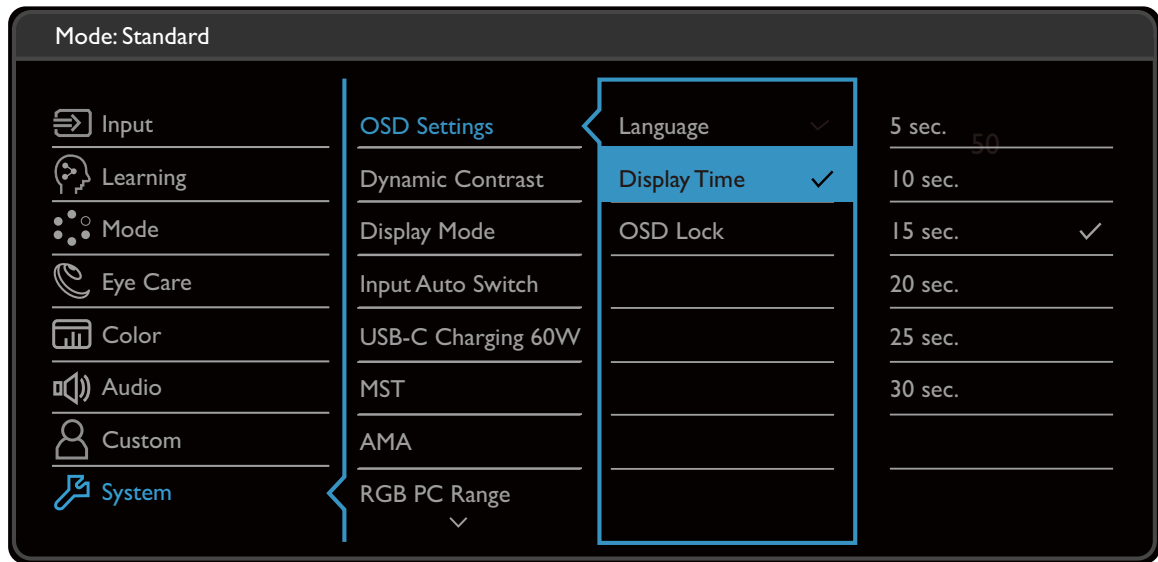 Mode: Standard
Input
Learning
Mode
Eye Care
Color
Audio
Custom
System
OSD Settings
Dynamic Contrast
Display Mode
Input Auto Switch
USB-C Charging 60W
MST
AMA
RGB PC Range
Language
Display Time
OSD Lock
5 sec.
50
10 sec.
15 sec.
20 sec.
25 sec.
30 sec.